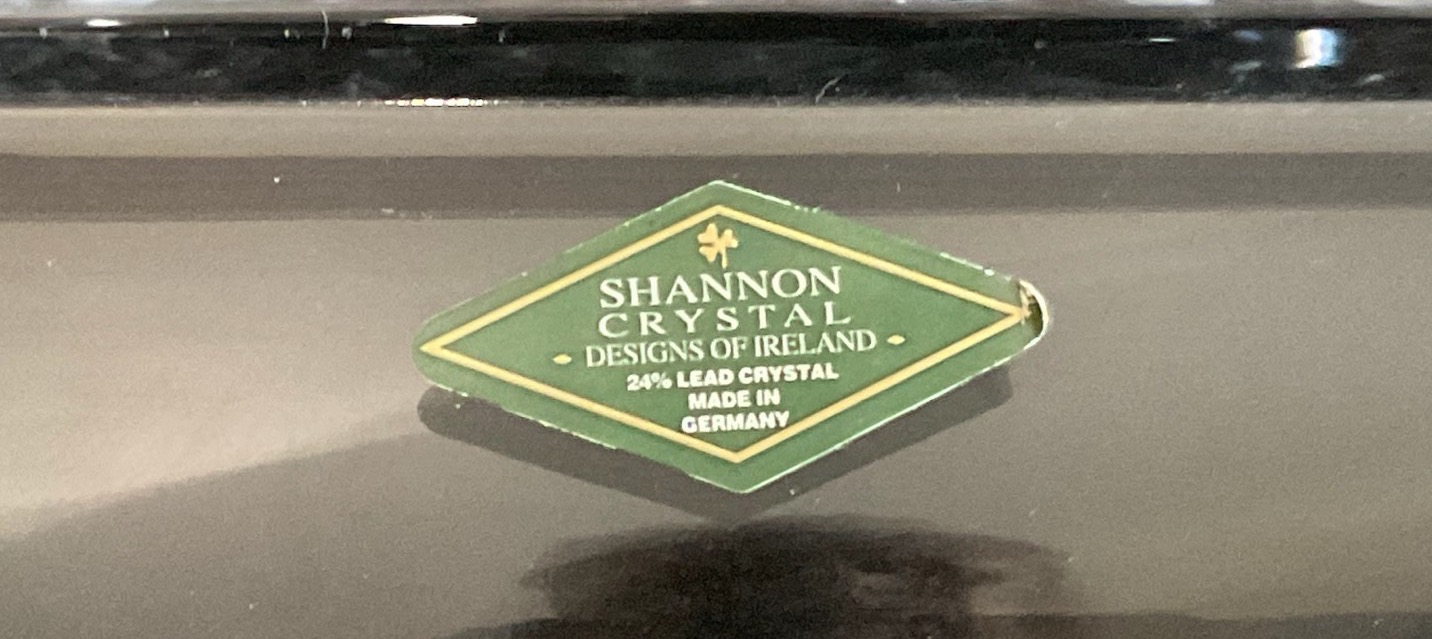 SHANNON
CRYSTAL
DESIGNS OF IRELAND
24% LEAD CRYSTAL
MADE IN
GERMANY